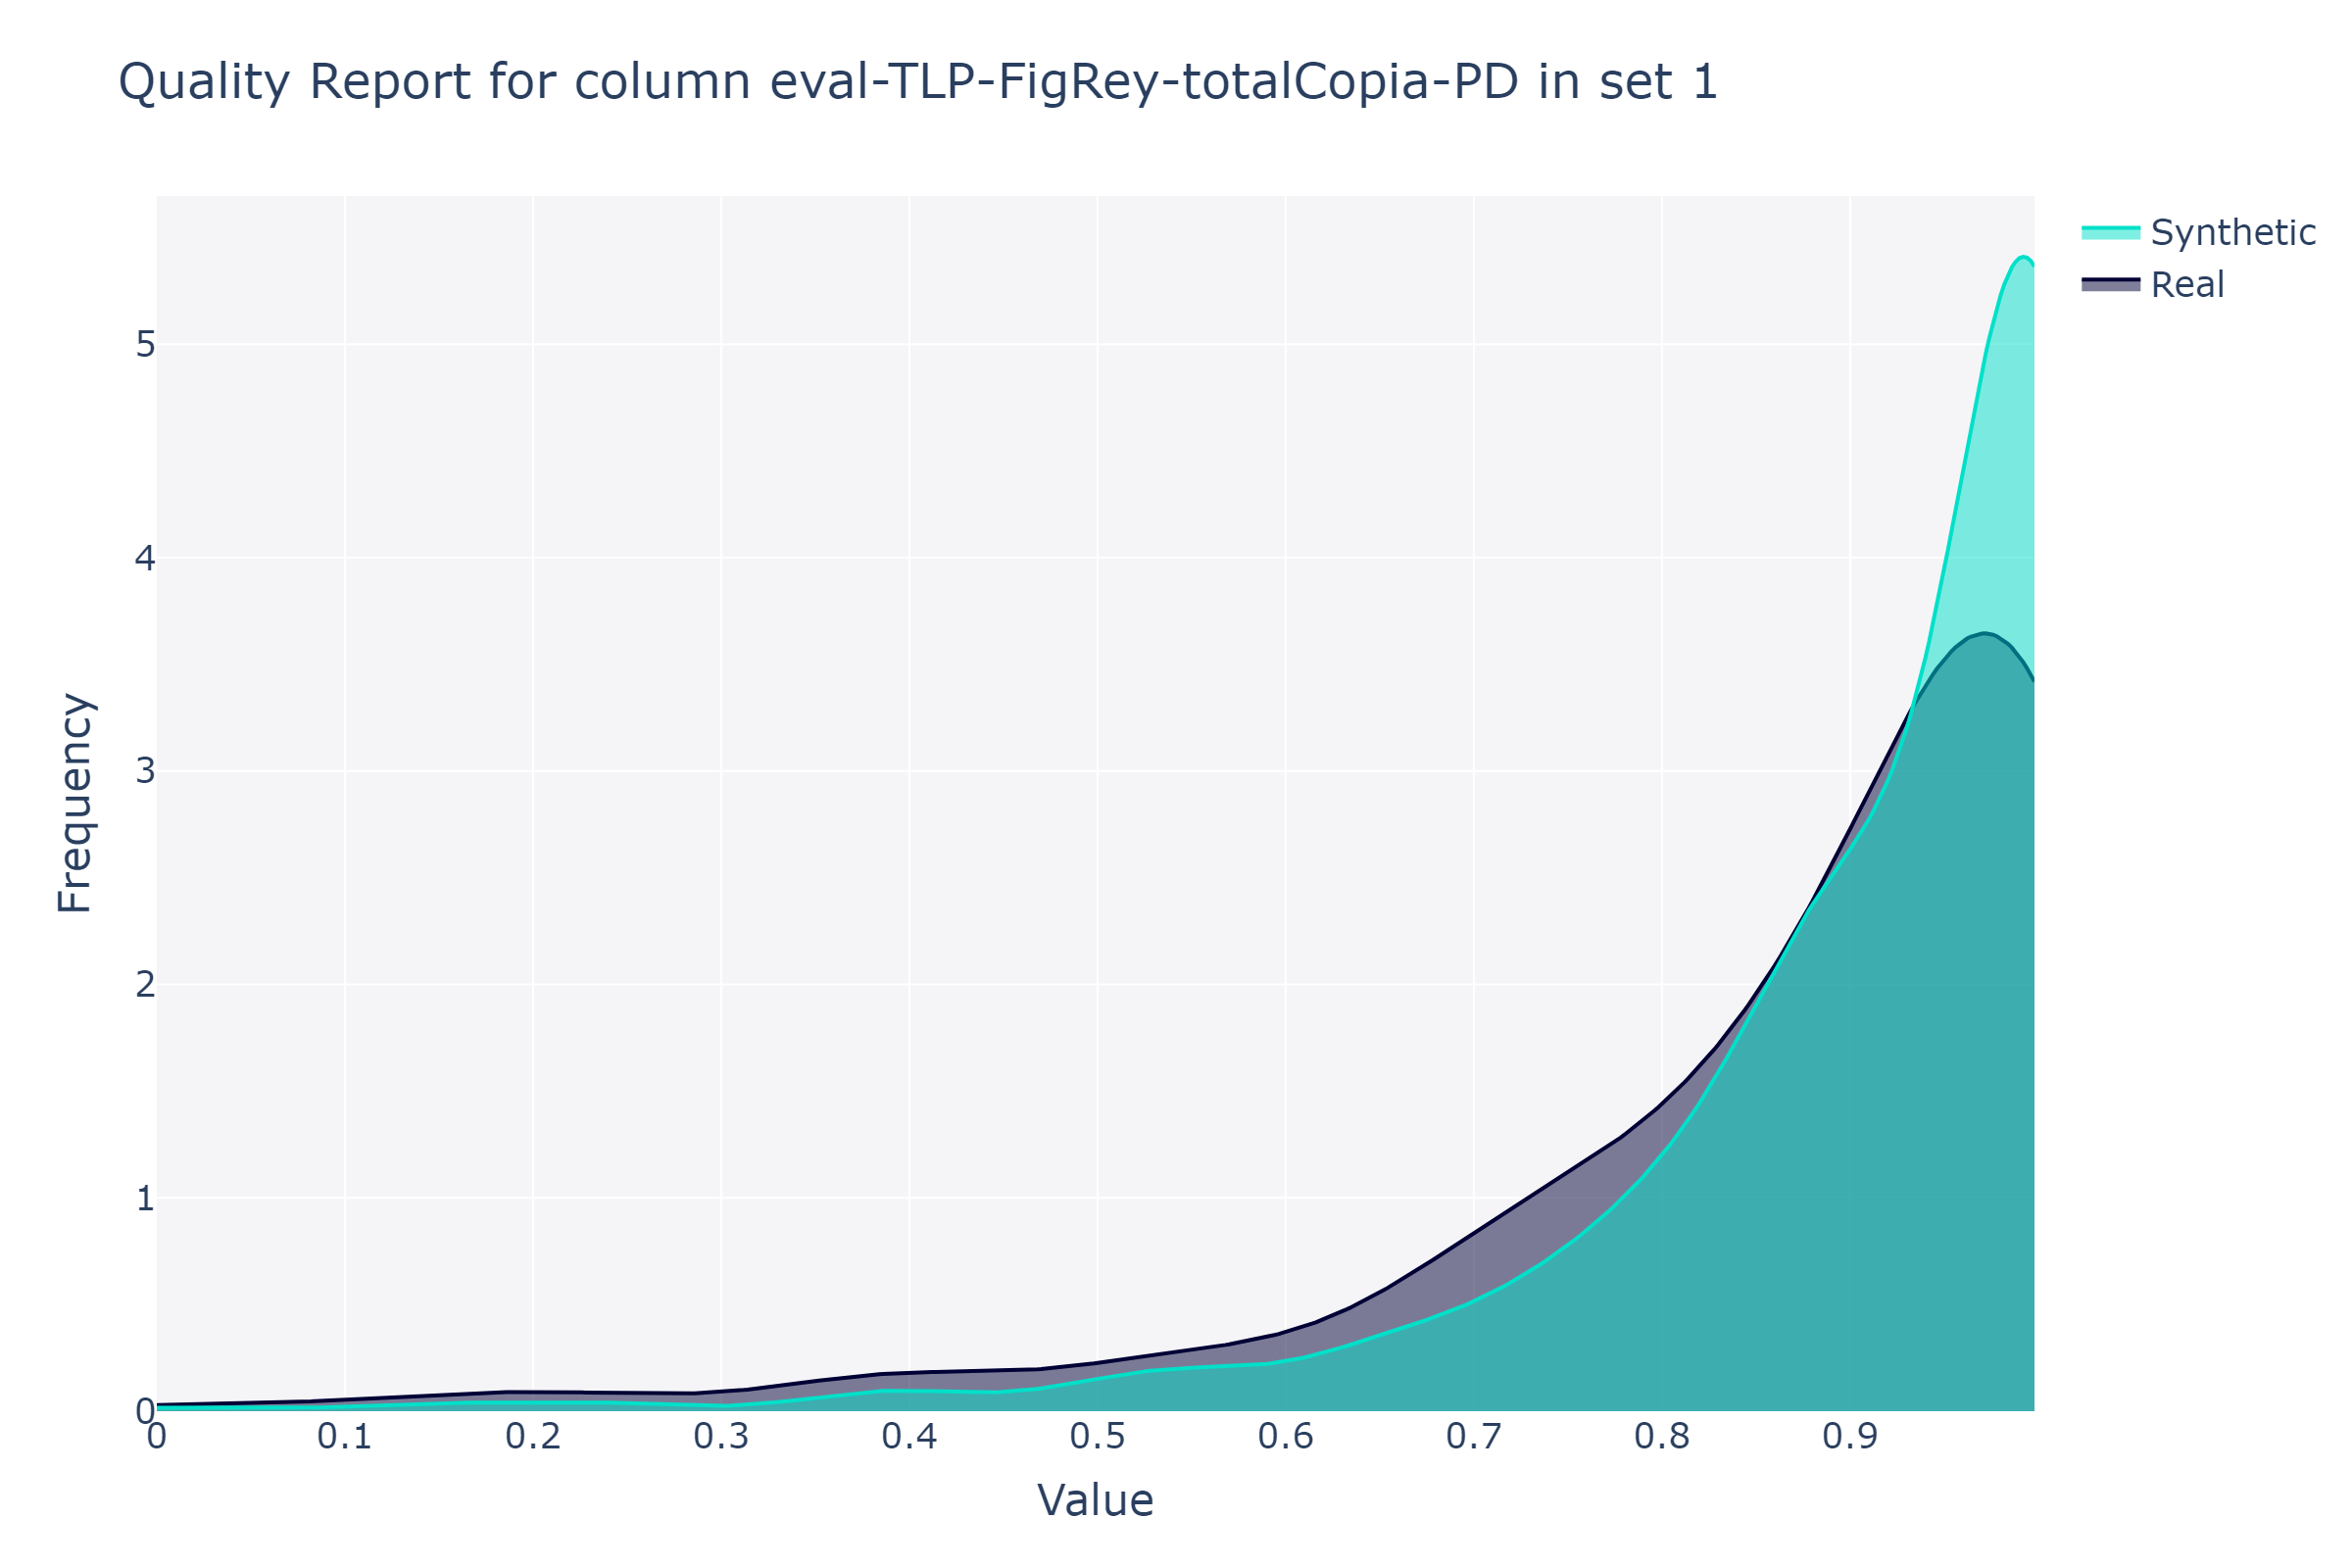 Quality Report for column eval-TLP-FigRey-totalCopia-PD in set 1
Synthetic
Real
Frequency
5
4
3
2
1
0
0 0.1 0.2 0.3 0.4 0.5 0.6 0.7 0.8 0.9
Value